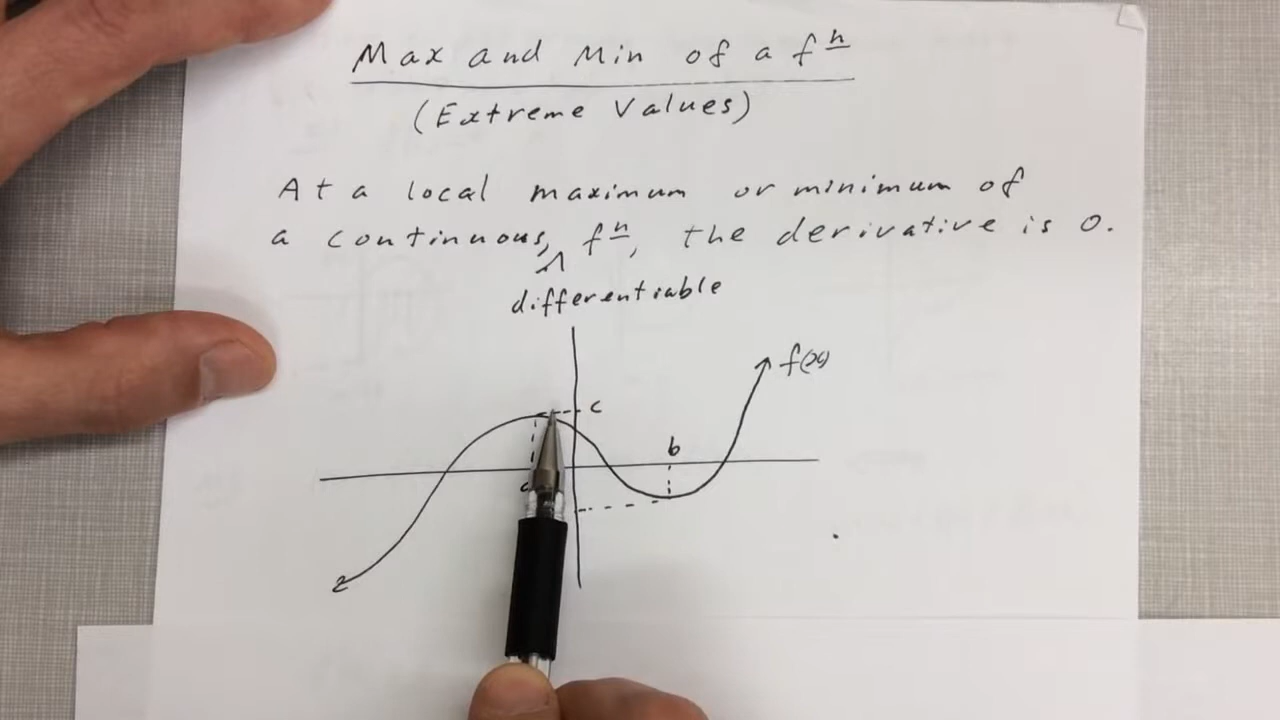 Max and Min of a fn
(Extreme Values)
At a local maximum or minimum of
a continuous, fn, the derivative is 0.
differentiable
f(x)
c
b